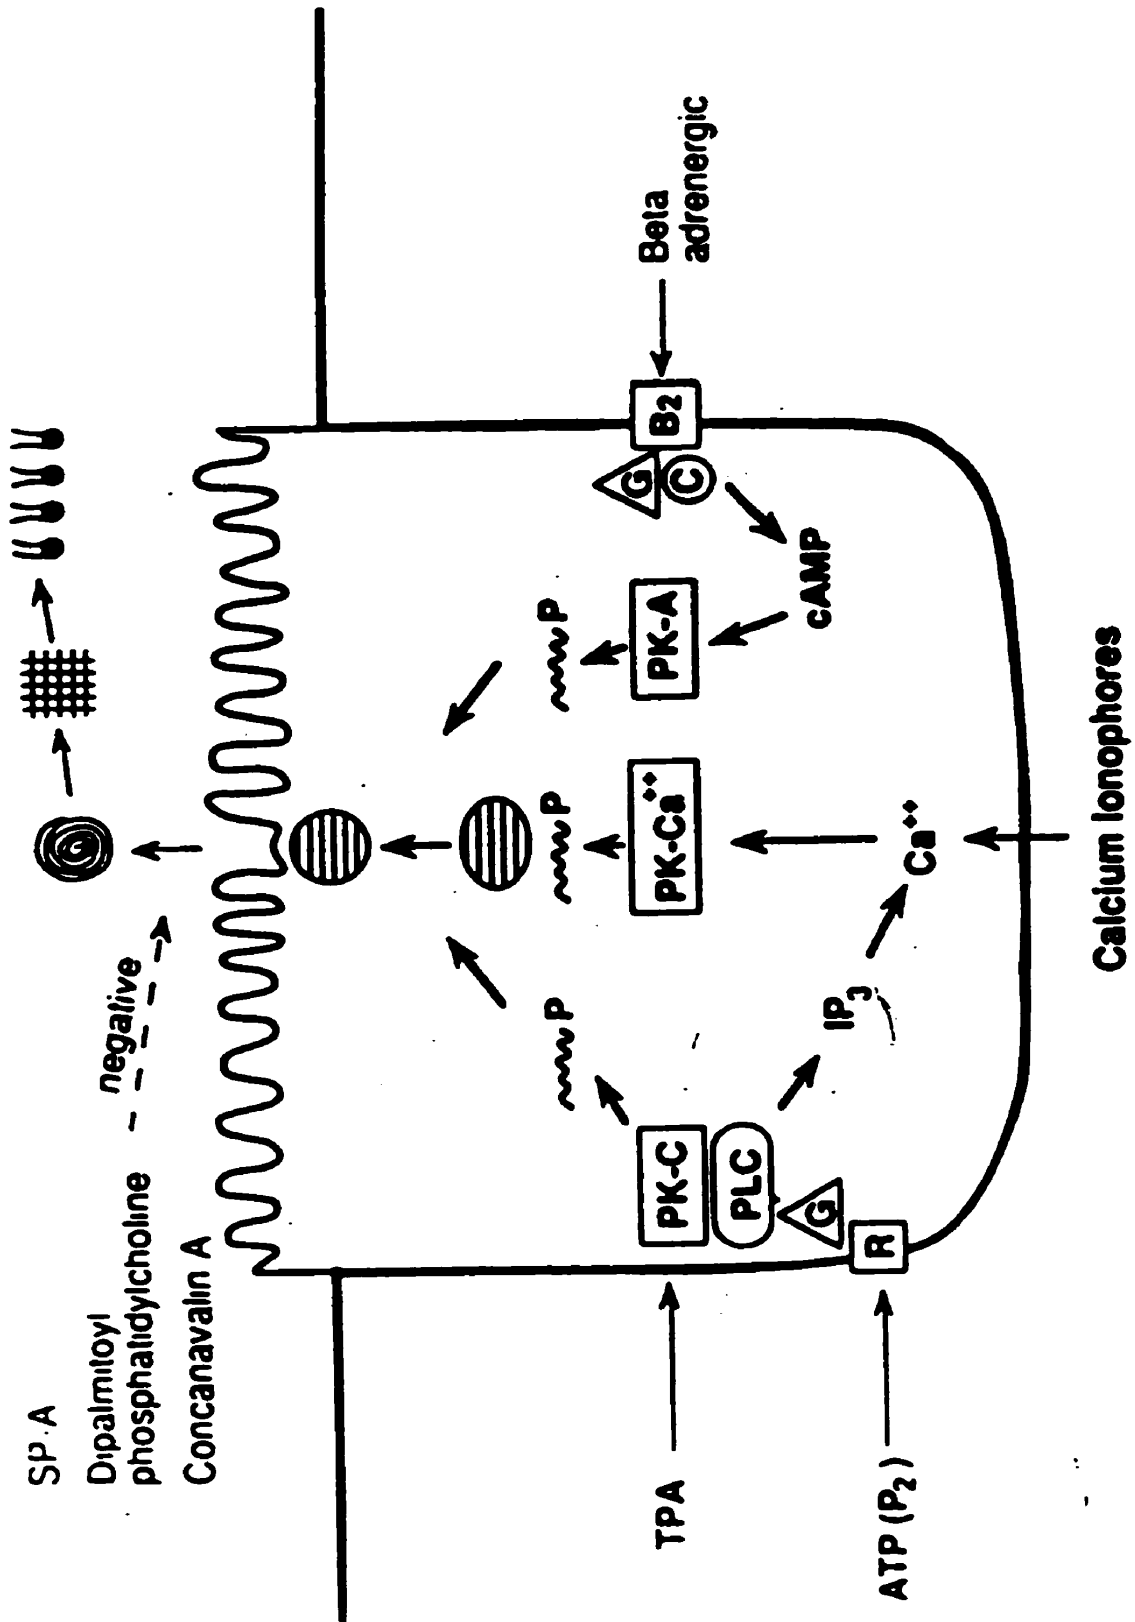 SP-A
Dipalmitoyl
phosphatidylcholine
Concanavalin A
negative
TPA
ATP (P₂)
R
G
PLC
PK-C
P
IP₃
Ca⁺⁺
PK-Ca⁺⁺
P
Calcium Ionophores
P
PK-A
cAMP
G
C
B₂
Beta
adrenergic